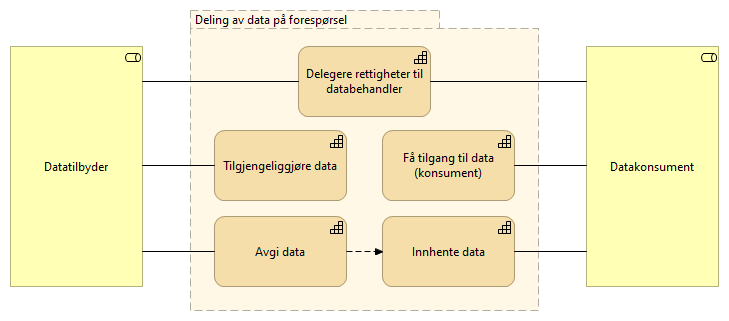 Deling av data på forespørsel
Delegere rettigheter til
databehandler
Datatilbyder
Tilgjengeliggjøre data
Få tilgang til data
(konsument)
Datakonsument
Avgi data
Innhente data